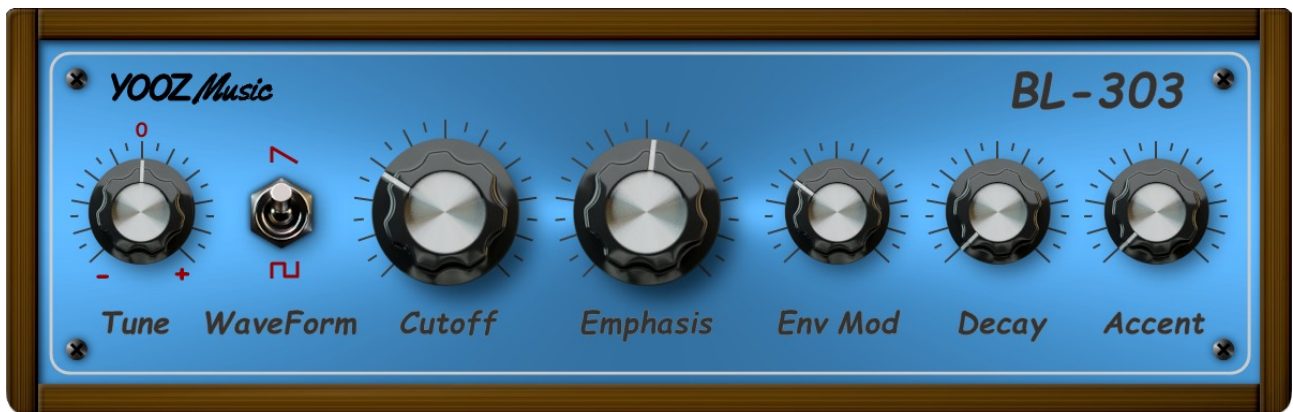 YOOZ Music
BL-303
0
- +
Tune WaveForm Cutoff Emphasis Env Mod Decay Accent